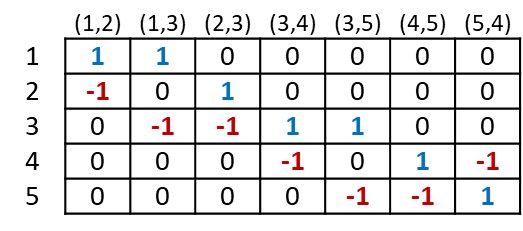 (1,2) (1,3) (2,3) (3,4) (3,5) (4,5) (5,4)
1 1 1 0 0 0 0 0
2 -1 0 1 0 0 0 0
3 0 -1 -1 1 1 0 0
4 0 0 0 -1 0 1 -1
5 0 0 0 0 -1 -1 1